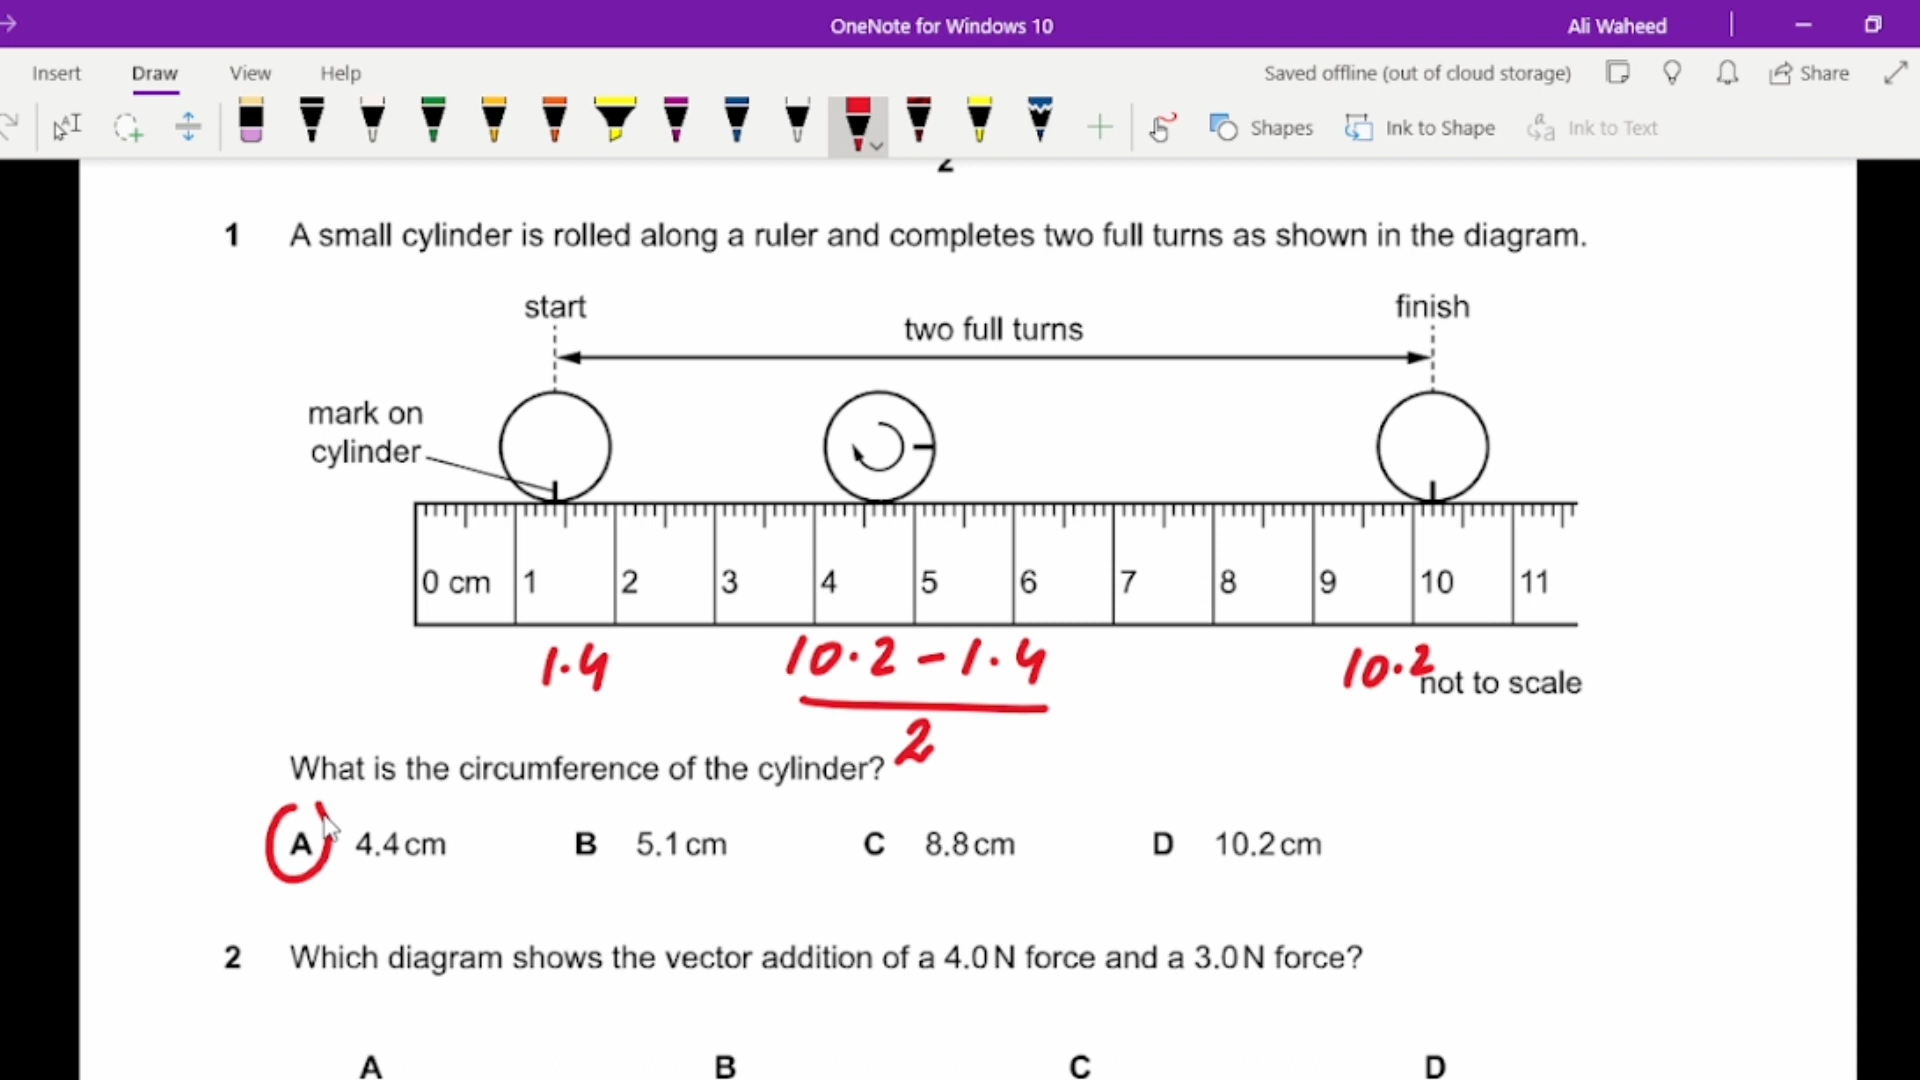 OneNote for Windows 10
Ali Waheed
Insert Draw View Help
Saved offline (out of cloud storage)
Share
Shapes
Ink to Shape
Ink to Text
2
1 A small cylinder is rolled along a ruler and completes two full turns as shown in the diagram.
start
finish
two full turns
mark on
cylinder
0 cm 1 2 3 4 5 6 7 8 9 10 11
1.4
10.2 - 1.4
2
10.2
not to scale
What is the circumference of the cylinder?
A 4.4 cm B 5.1 cm C 8.8 cm D 10.2 cm
2 Which diagram shows the vector addition of a 4.0 N force and a 3.0 N force?
A B C D